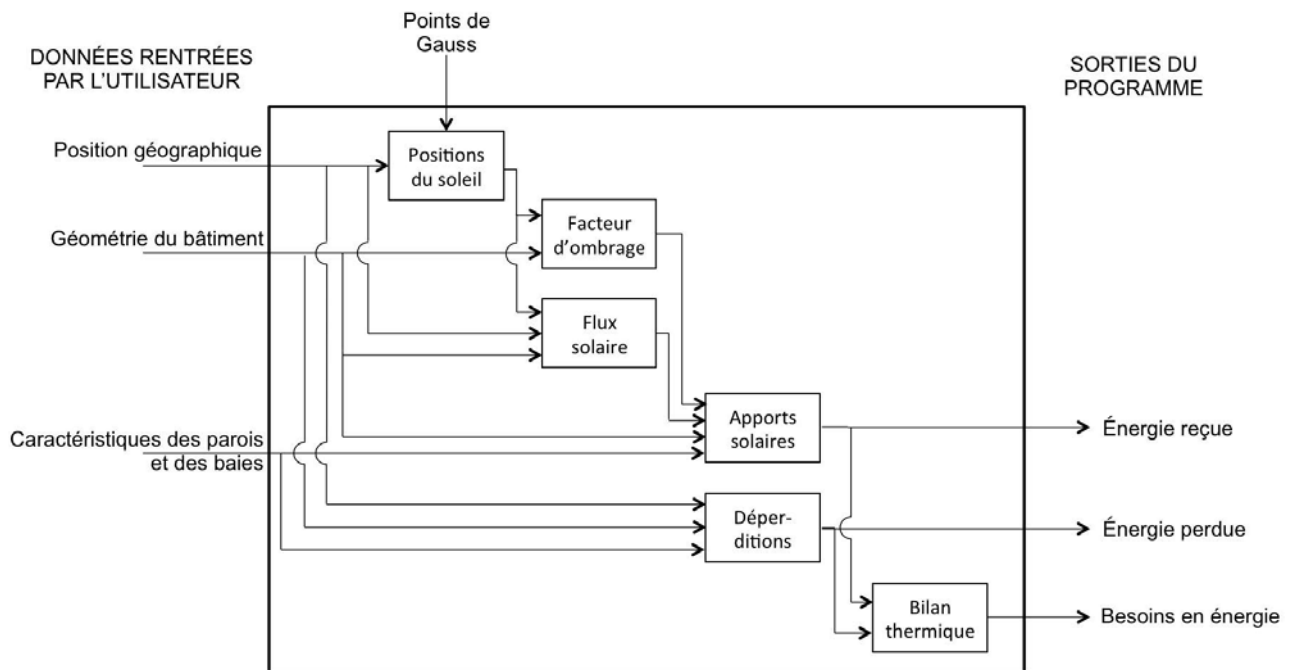 Points de
Gauss
DONNÉES RENTRÉES
PAR L'UTILISATEUR
SORTIES DU
PROGRAMME
Position géographique
Positions
du soleil
Géométrie du bâtiment
Facteur
d'ombrage
Flux
solaire
Caractéristiques des parois
et des baies
Apports
solaires
Énergie reçue
Déper-
ditions
Énergie perdue
Bilan
thermique
Besoins en énergie